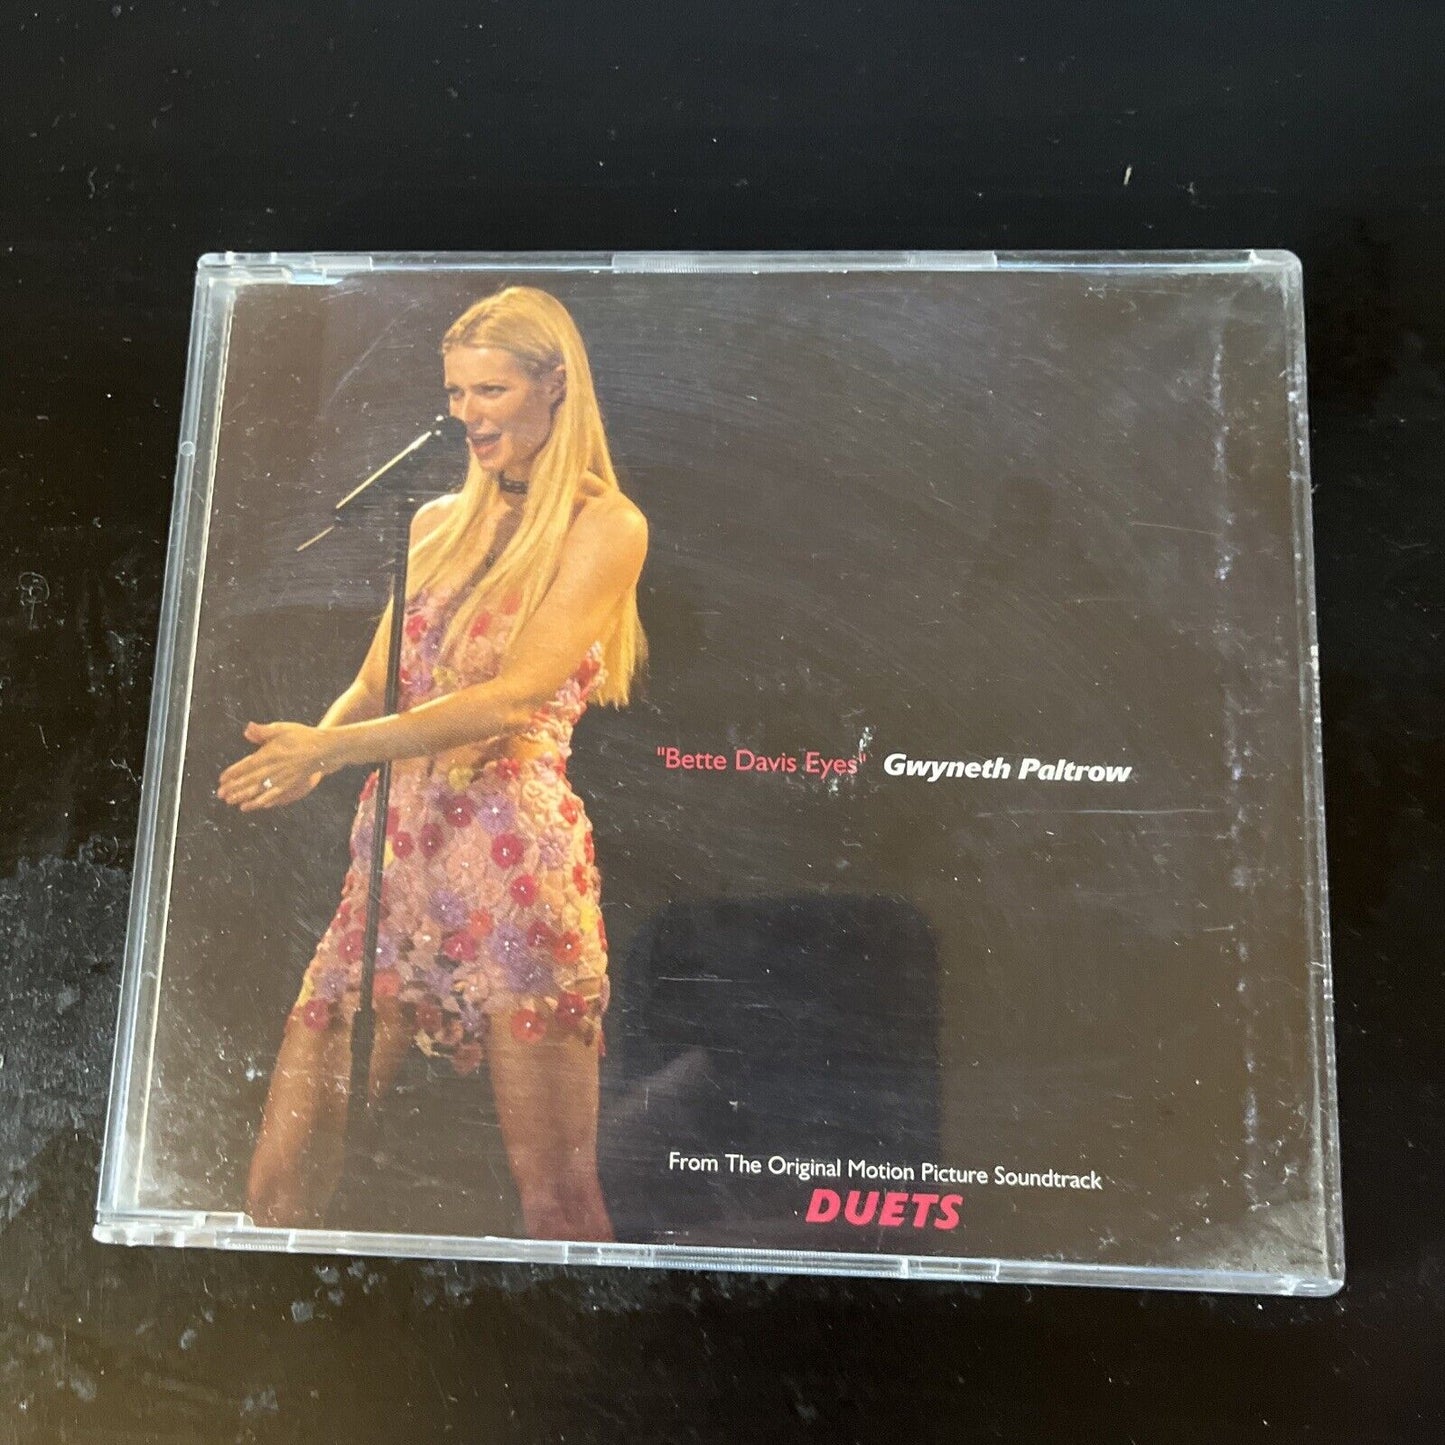 "Bette Davis Eyes" Gwyneth Paltrow
From The Original Motion Picture Soundtrack
DUETS